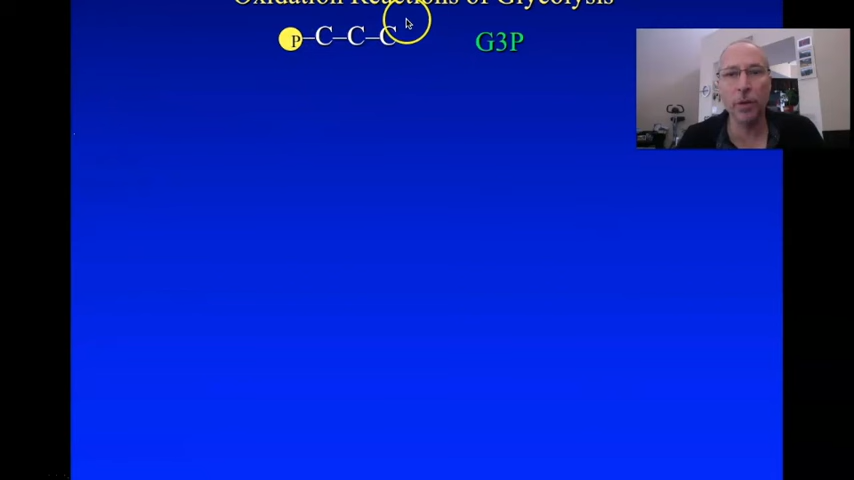 Oxidation Reactions of Glycolysis
P–C–C–C G3P